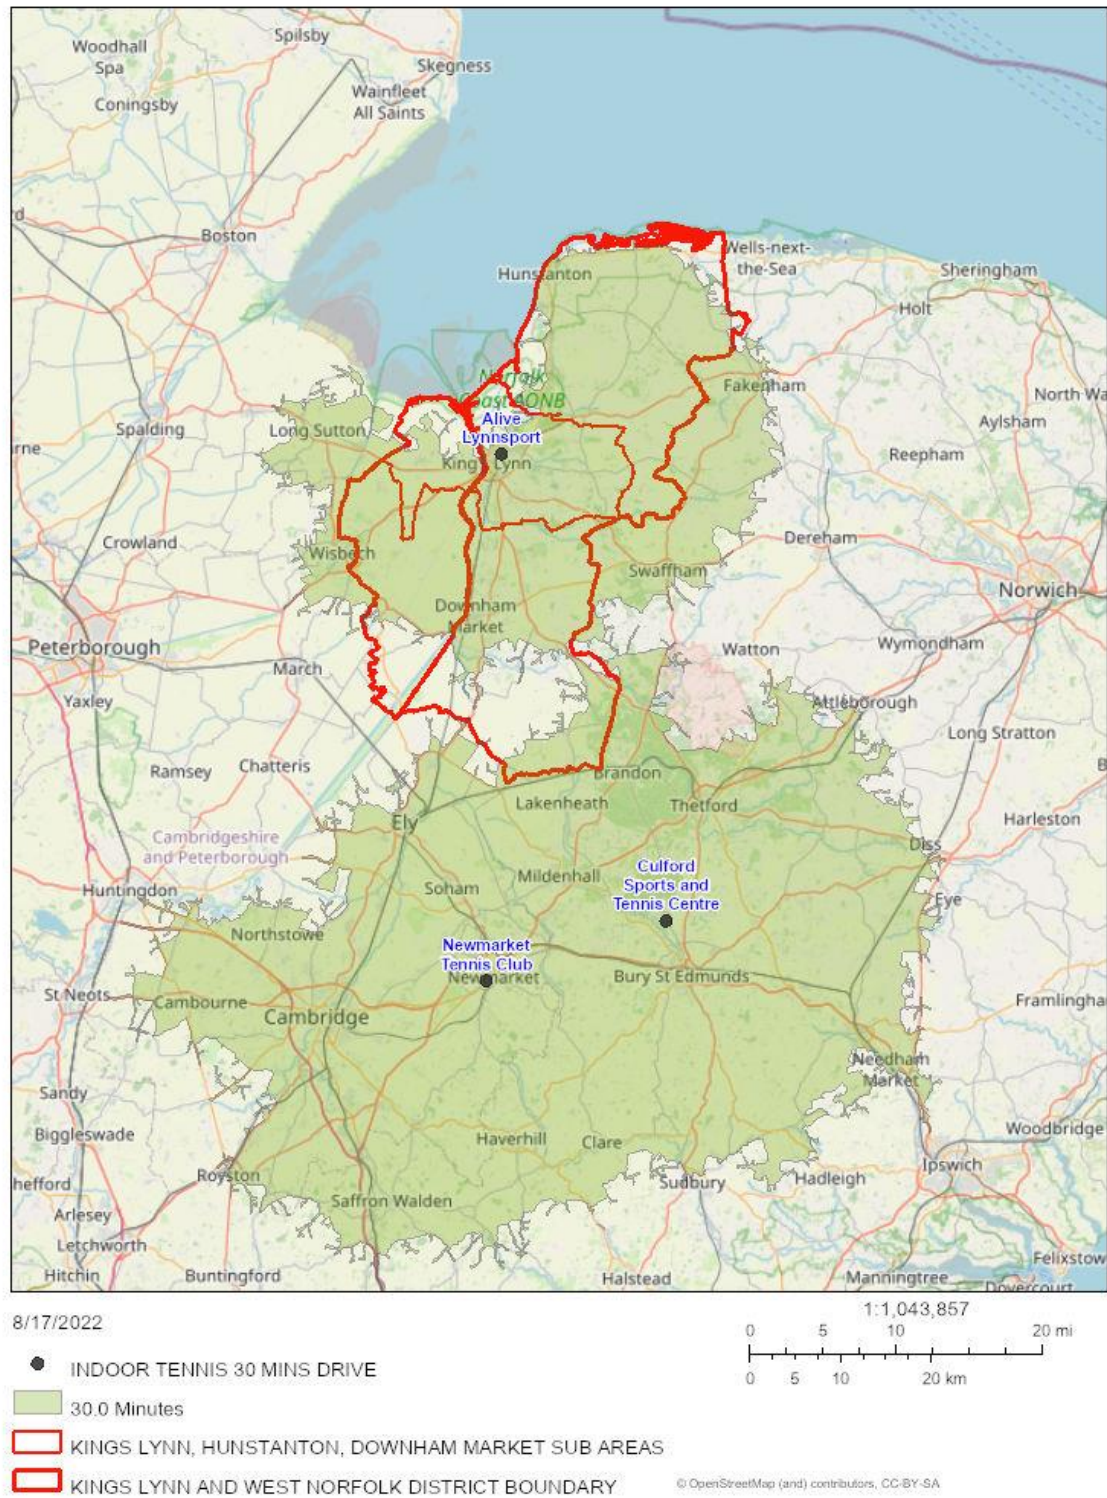 Spilsby
Woodhall
Spa
Skegness
Wainfleet
All Saints
Coningsby
Boston
Wells-next-
the-Sea
Hunstanton
Sheringham
Holt
Norfolk
Coast AONB
Fakenham
North Wa
Alive
Lynnsport
Aylsham
Spalding
Long Sutton
rne
King's Lynn
Reepham
Crowland
Wisbech
Dereham
Swaffham
Norwich
Downham
Market
Peterborough
March
Watton
Wymondham
Yaxley
Attleborough
Long Stratton
Ramsey
Chatteris
Brandon
Lakenheath
Thetford
Harleston
Ely
Cambridgeshire
and Peterborough
Diss
Huntingdon
Soham
Mildenhall
Culford
Sports and
Tennis Centre
Eye
Northstowe
Newmarket
Tennis Club
Newmarket
Bury St Edmunds
St Neots
Cambourne
Cambridge
Framlingha
Needham
Market
Sandy
Biggleswade
Haverhill
Clare
Woodbridge
Royston
Sudbury
Hadleigh
Ipswich
hefford
Saffron Walden
Arlesey
Letchworth
Hitchin
Buntingford
Halstead
Manningtree
Felixstow
Dovercourt
8/17/2022
1:1,043,857
0 5 10 20 mi
0 5 10 20 km
INDOOR TENNIS 30 MINS DRIVE
30.0 Minutes
KINGS LYNN, HUNSTANTON, DOWNHAM MARKET SUB AREAS
KINGS LYNN AND WEST NORFOLK DISTRICT BOUNDARY
© OpenStreetMap (and) contributors, CC-BY-SA